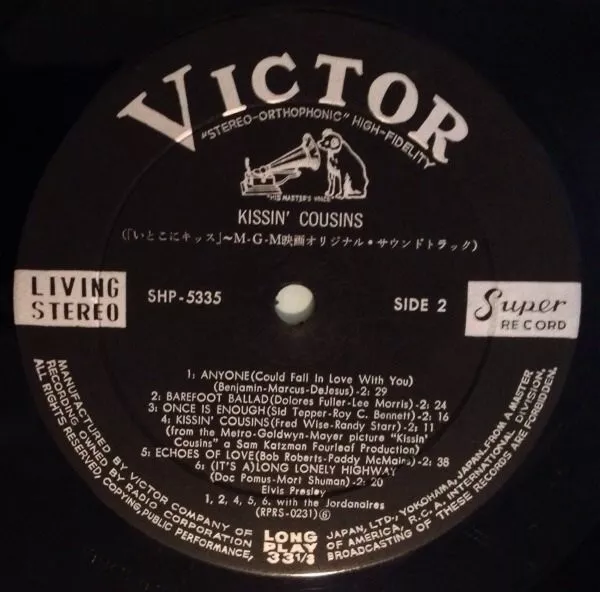 VICTOR
"STEREO-ORTHOPHONIC" HIGH-FIDELITY
"HIS MASTER'S VOICE"
KISSIN' COUSINS
(「いとこにキッス」〜M-G-M映画オリジナル・サウンドトラック)
LIVING
STEREO
SHP-5335
SIDE 2
Super
RECORD
1: ANYONE(Could Fall In Love With You)
(Benjamin-Marcus-DeJesus)-2: 29
2: BAREFOOT BALLAD(Dolores Fuller-Lee Morris)-2: 24
3: ONCE IS ENOUGH(Sid Tepper-Roy C. Bennett)-2: 16
4: KISSIN' COUSINS(Fred Wise-Randy Starr)-2: 11
(from the Metro-Goldwyn-Mayer picture "Kissin'
Cousins" a Sam Katzman Fourleaf Production)
5: ECHOES OF LOVE(Bob Roberts-Paddy McMains)-2: 38
6: (IT'S A)LONG LONELY HIGHWAY
(Doc Pomus-Mort Shuman)-2: 20
Elvis Presley
1, 2, 4, 5, 6. with the Jordanaires
(RPRS-0231)⑥
LONG
PLAY
33 1/3
MANUFACTURED BY VICTOR COMPANY OF JAPAN, LTD., YOKOHAMA, JAPAN. FROM A MASTER
RECORDING OWNED BY RADIO CORPORATION OF AMERICA, R.C.A. INTERNATIONAL DIVISION.
ALL RIGHTS RESERVED; COPYING, PUBLIC PERFORMANCE, BROADCASTING OF THESE RECORDS ARE FORBIDDEN.